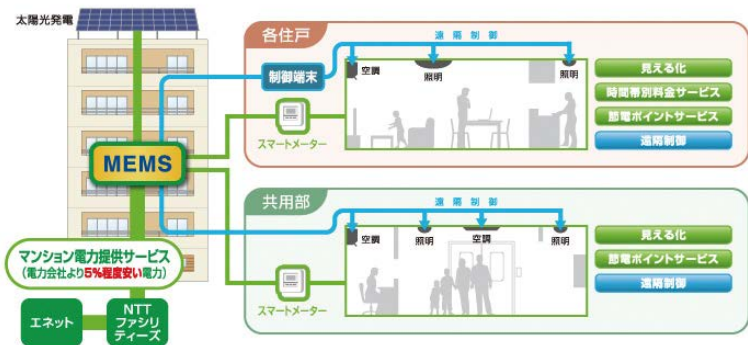 太陽光発電
MEMS
マンション電力提供サービス
（電力会社より5%程度安い電力）
エネット
NTT
ファシリ
ティーズ
各住戸
遠隔制御
制御端末
空調
照明
照明
スマートメーター
見える化
時間帯別料金サービス
節電ポイントサービス
遠隔制御
共用部
遠隔制御
空調
照明
空調
照明
スマートメーター
見える化
節電ポイントサービス
遠隔制御